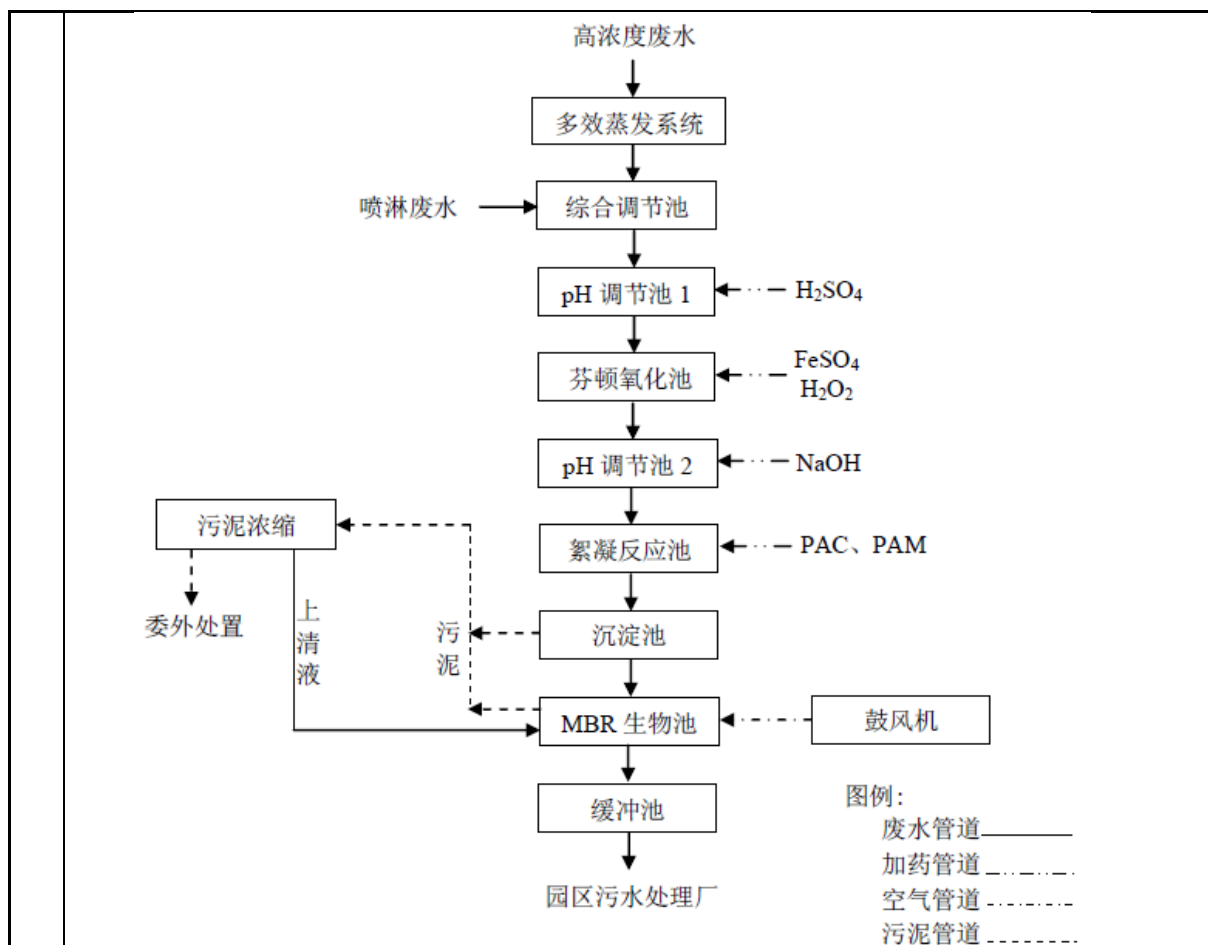 高浓度废水
多效蒸发系统
喷淋废水
综合调节池
pH 调节池 1
H₂SO₄
芬顿氧化池
FeSO₄
H₂O₂
pH 调节池 2
NaOH
污泥浓缩
絮凝反应池
PAC、PAM
委外处置
上清液
污泥
沉淀池
MBR 生物池
鼓风机
缓冲池
园区污水处理厂
图例：
废水管道
加药管道
空气管道
污泥管道